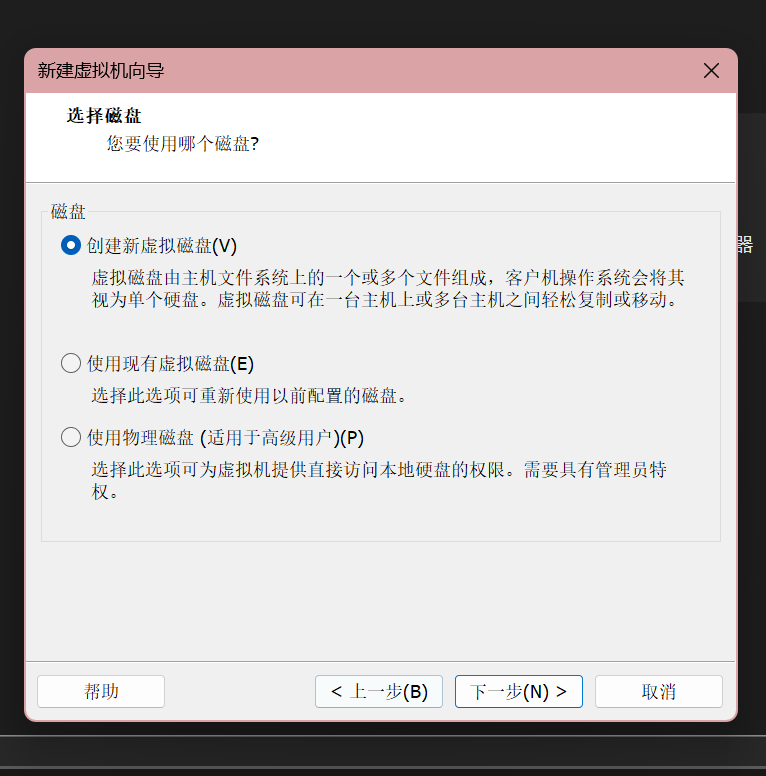 新建虚拟机向导
选择磁盘
您要使用哪个磁盘?
器
磁盘
创建新虚拟磁盘(V)
虚拟磁盘由主机文件系统上的一个或多个文件组成，客户机操作系统会将其
视为单个硬盘。虚拟磁盘可在一台主机上或多台主机之间轻松复制或移动。
使用现有虚拟磁盘(E)
选择此选项可重新使用以前配置的磁盘。
使用物理磁盘 (适用于高级用户)(P)
选择此选项可为虚拟机提供直接访问本地硬盘的权限。需要具有管理员特
权。
帮助
< 上一步(B)
下一步(N) >
取消